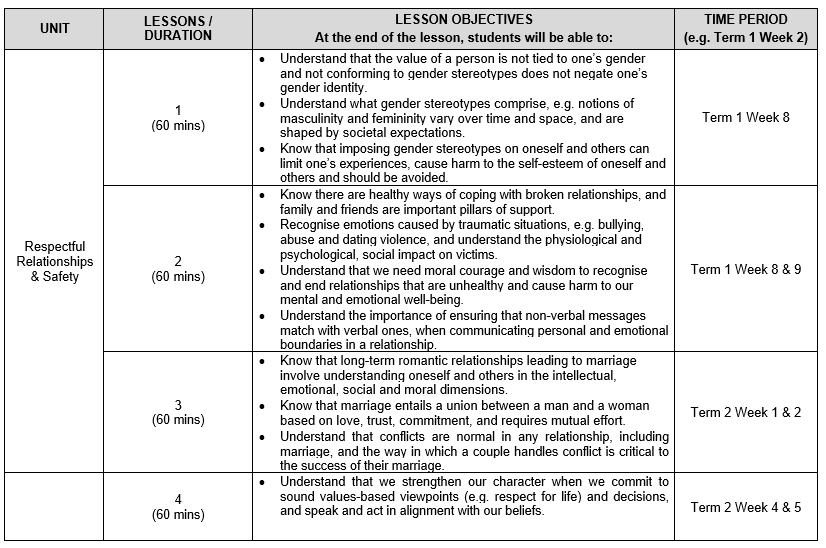 UNIT
LESSONS /
DURATION
LESSON OBJECTIVES
At the end of the lesson, students will be able to:
TIME PERIOD
(e.g. Term 1 Week 2)
Respectful
Relationships
& Safety
1
(60 mins)
• Understand that the value of a person is not tied to one's gender
and not conforming to gender stereotypes does not negate one's
gender identity.
• Understand what gender stereotypes comprise, e.g. notions of
masculinity and femininity vary over time and space, and are
shaped by societal expectations.
• Know that imposing gender stereotypes on oneself and others can
limit one's experiences, cause harm to the self-esteem of oneself and
others and should be avoided.
Term 1 Week 8
2
(60 mins)
• Know there are healthy ways of coping with broken relationships, and
family and friends are important pillars of support.
• Recognise emotions caused by traumatic situations, e.g. bullying,
abuse and dating violence, and understand the physiological and
psychological, social impact on victims.
• Understand that we need moral courage and wisdom to recognise
and end relationships that are unhealthy and cause harm to our
mental and emotional well-being.
• Understand the importance of ensuring that non-verbal messages
match with verbal ones, when communicating personal and emotional
boundaries in a relationship.
Term 1 Week 8 & 9
3
(60 mins)
• Know that long-term romantic relationships leading to marriage
involve understanding oneself and others in the intellectual,
emotional, social and moral dimensions.
• Know that marriage entails a union between a man and a woman
based on love, trust, commitment, and requires mutual effort.
• Understand that conflicts are normal in any relationship, including
marriage, and the way in which a couple handles conflict is critical to
the success of their marriage.
Term 2 Week 1 & 2
4
(60 mins)
• Understand that we strengthen our character when we commit to
sound values-based viewpoints (e.g. respect for life) and decisions,
and speak and act in alignment with our beliefs.
Term 2 Week 4 & 5